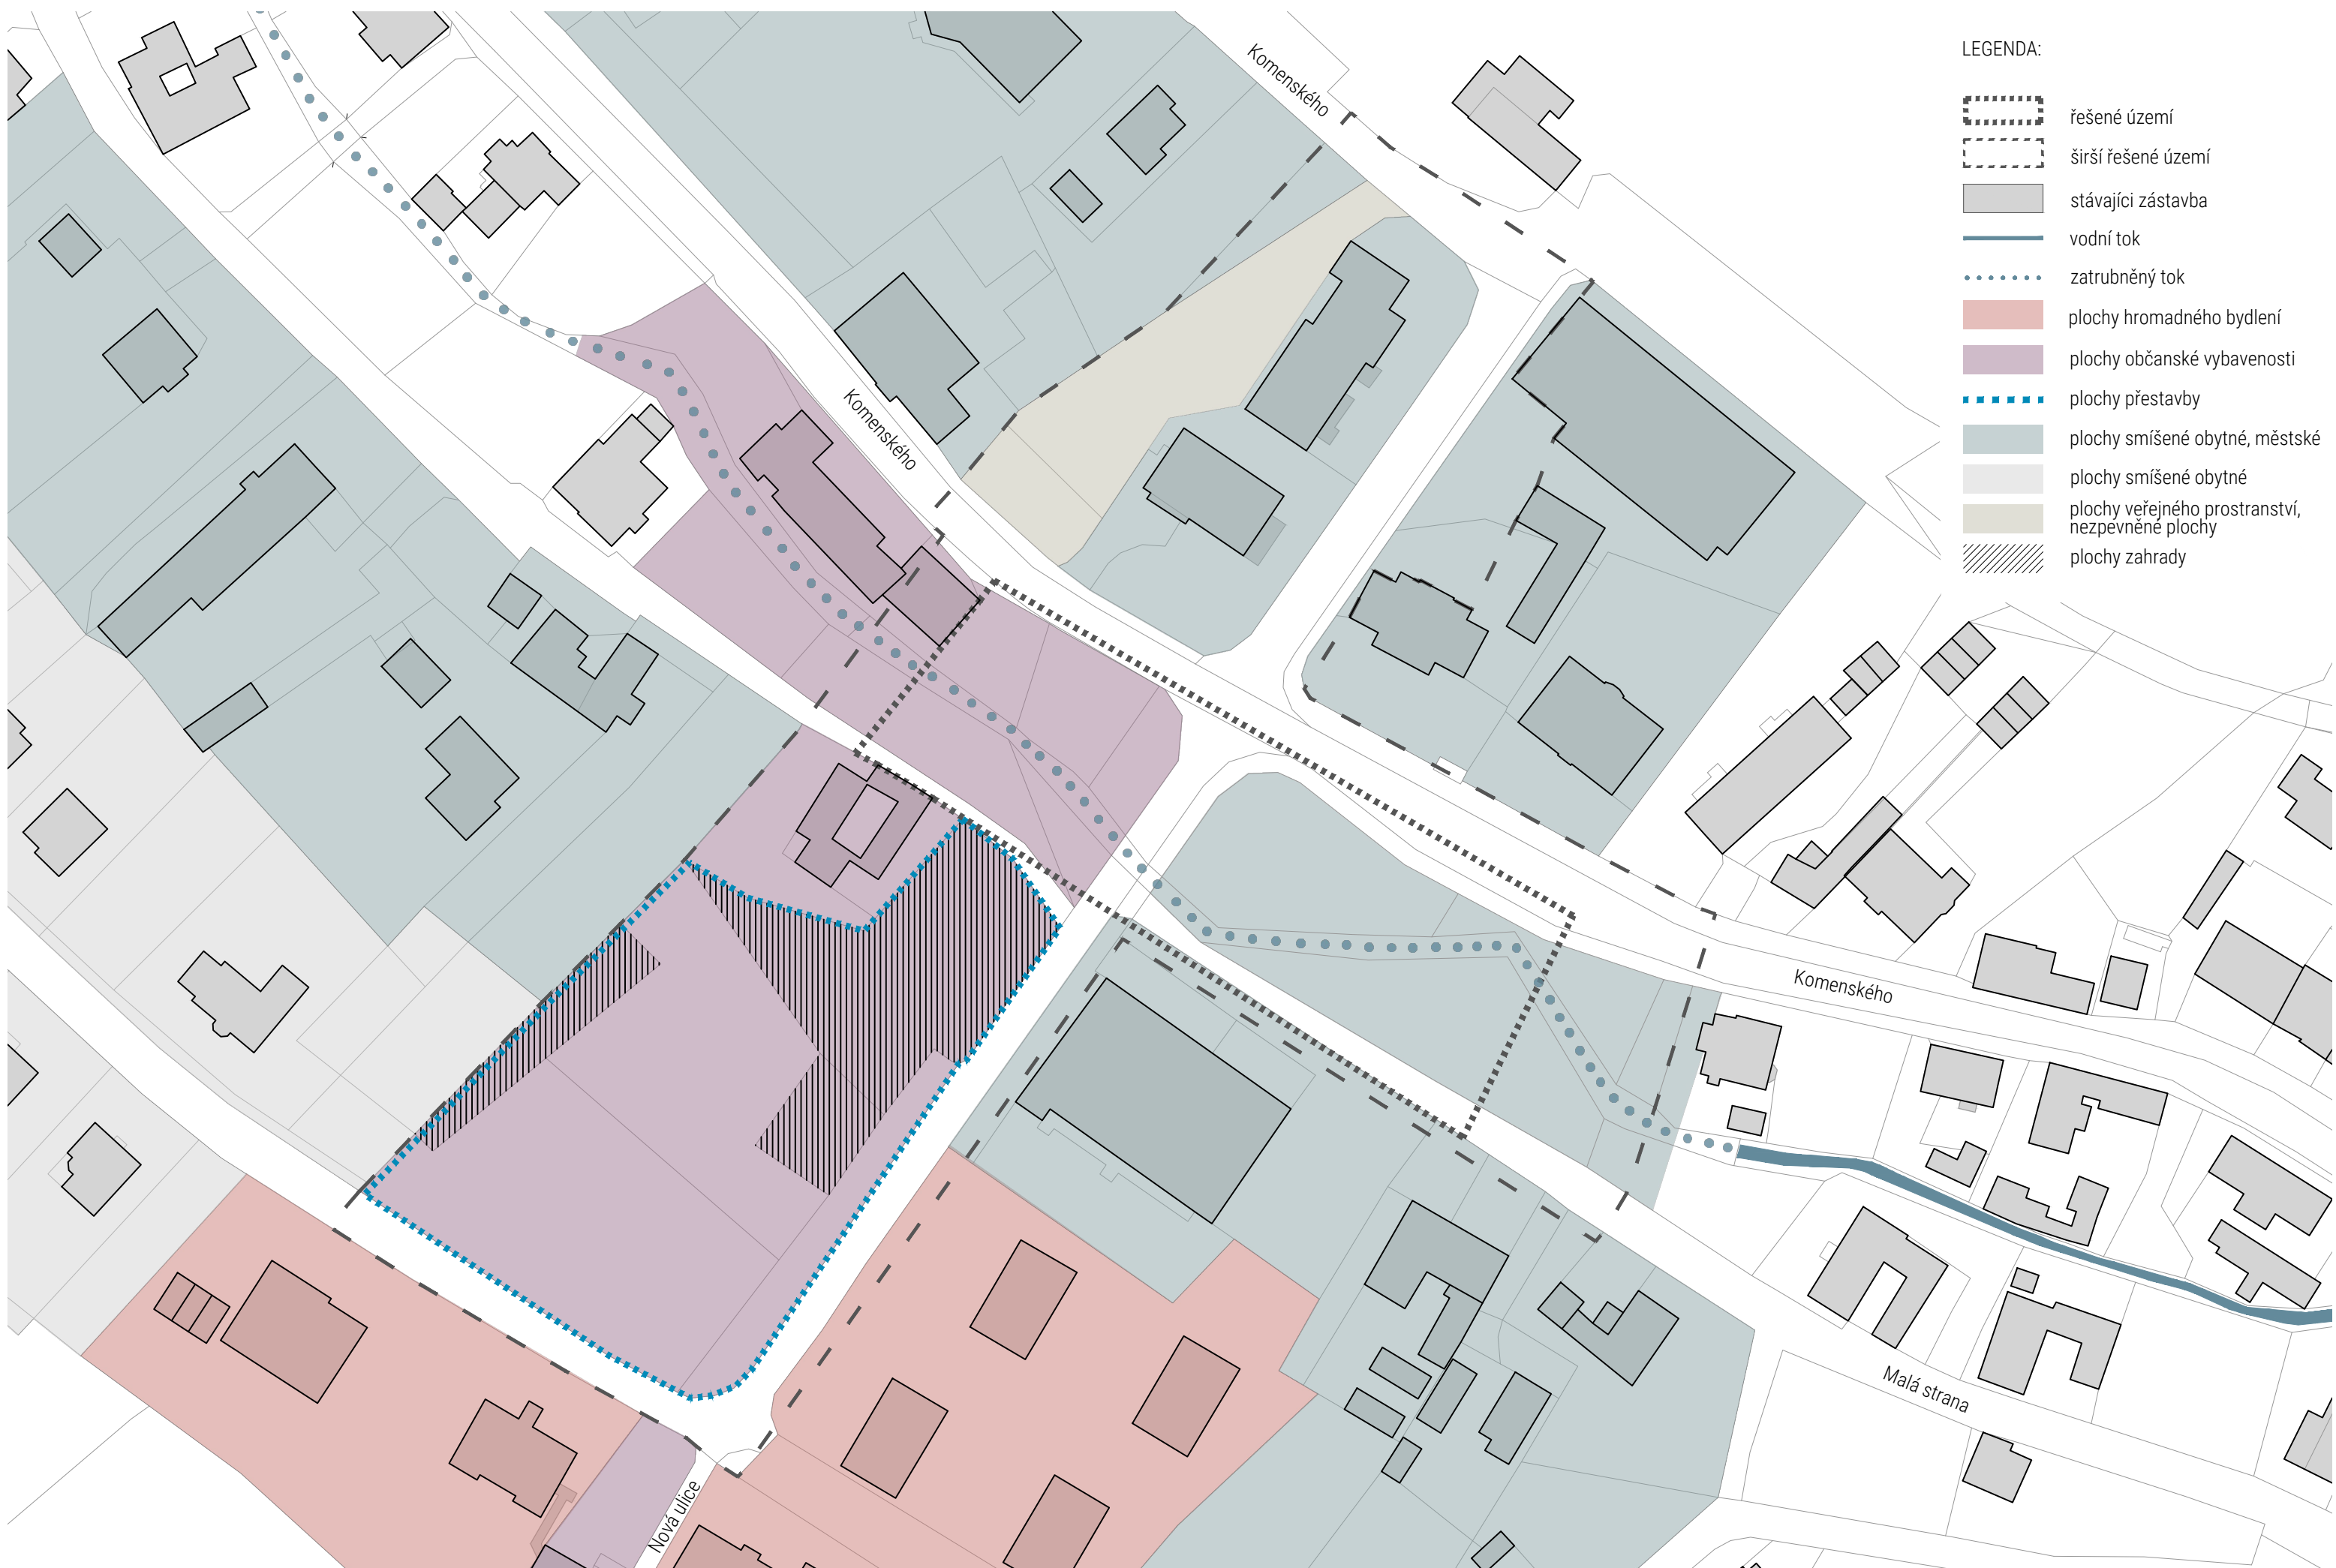 Komenského
LEGENDA:
řešené území
širší řešené území
stávajíci zástavba
vodní tok
zatrubněný tok
plochy hromadného bydlení
plochy občanské vybavenosti
plochy přestavby
plochy smíšené obytné, městské
plochy smíšené obytné
plochy veřejného prostranství,
nezpevněné plochy
plochy zahrady
Komenského
Komenského
Malá strana
Nová ulice